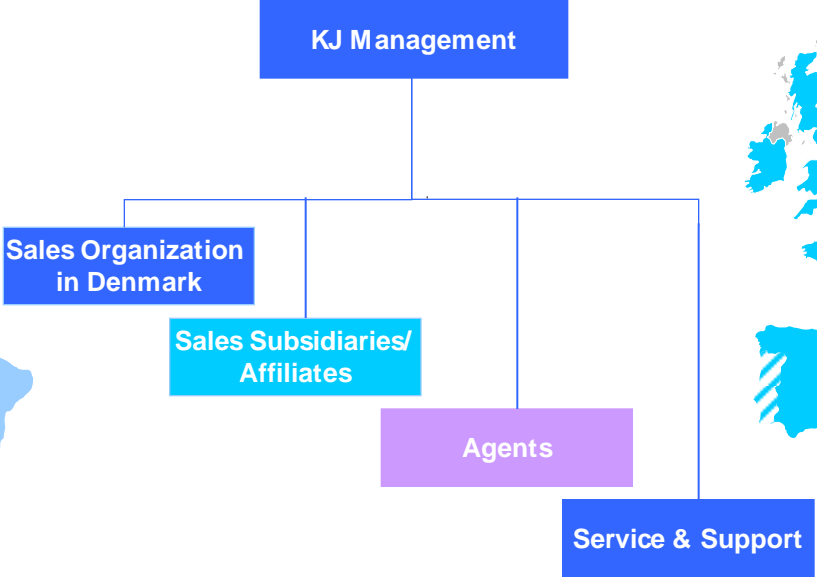 KJ Management
Sales Organization
in Denmark
Sales Subsidiaries/
Affiliates
Agents
Service & Support